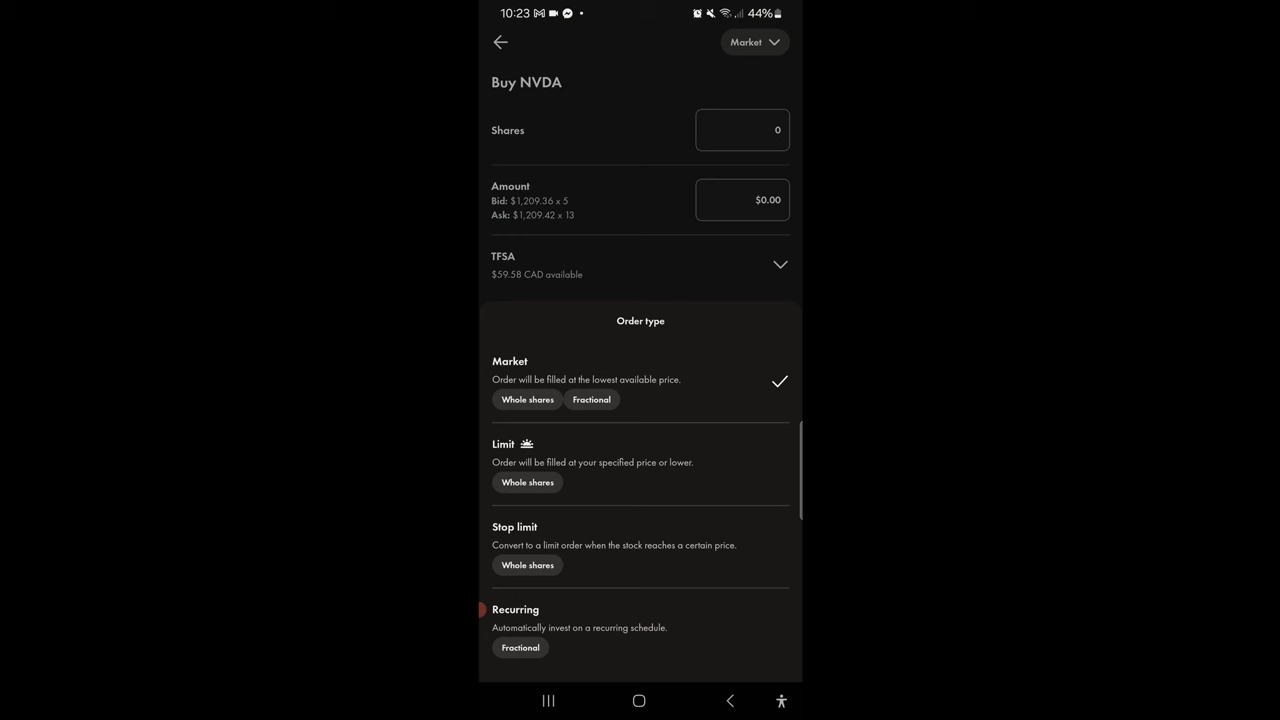 10:23 44%
Market
Buy NVDA
Shares 0
Amount
Bid: $1,209.36 x 5
Ask: $1,209.42 x 13
$0.00
TFSA
$59.58 CAD available
Order type
Market
Order will be filled at the lowest available price.
Whole shares Fractional
Limit
Order will be filled at your specified price or lower.
Whole shares
Stop limit
Convert to a limit order when the stock reaches a certain price.
Whole shares
Recurring
Automatically invest on a recurring schedule.
Fractional